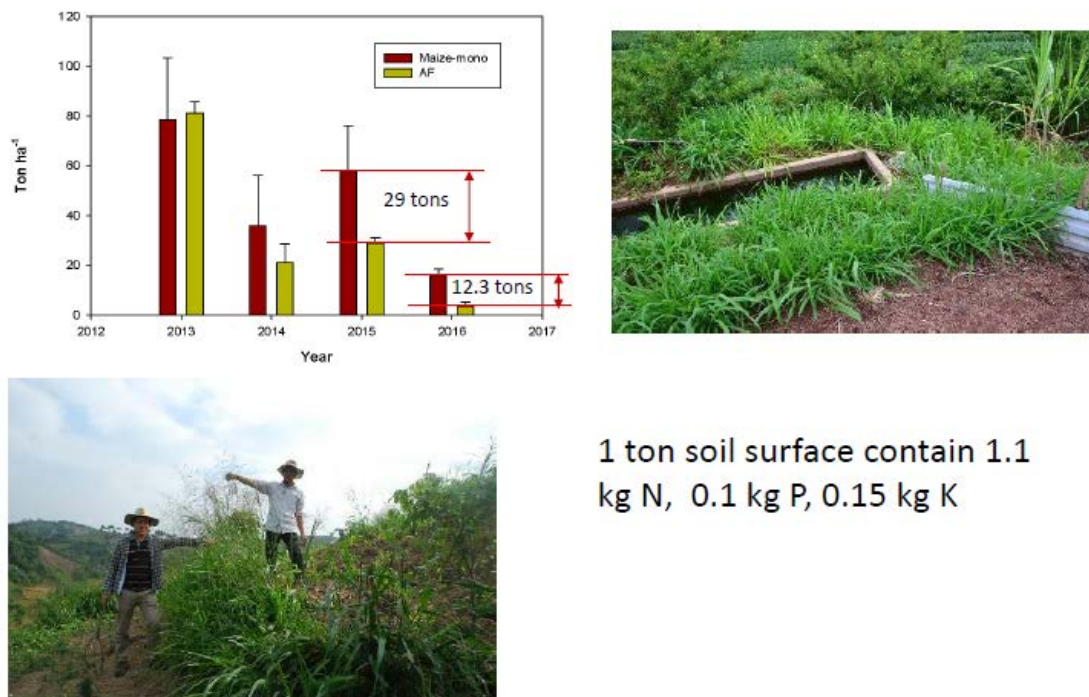 120
100
80
60
40
20
0
Ton ha⁻¹
Maize-mono
AF
29 tons
12.3 tons
2012 2013 2014 2015 2016 2017
Year
1 ton soil surface contain 1.1
kg N, 0.1 kg P, 0.15 kg K